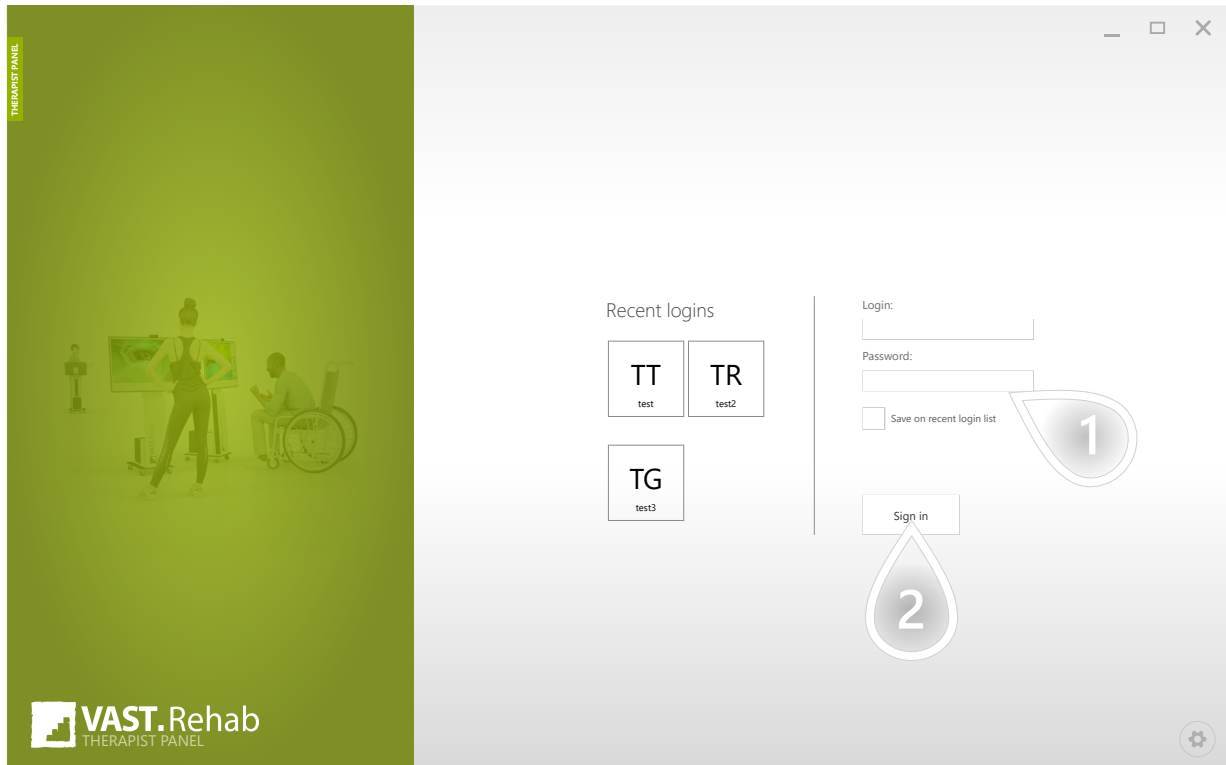 THERAPIST PANEL
Recent logins
TT
test
TR
test2
TG
test3
Login:
Password:
Save on recent login list
1
Sign in
2
VAST.Rehab
THERAPIST PANEL